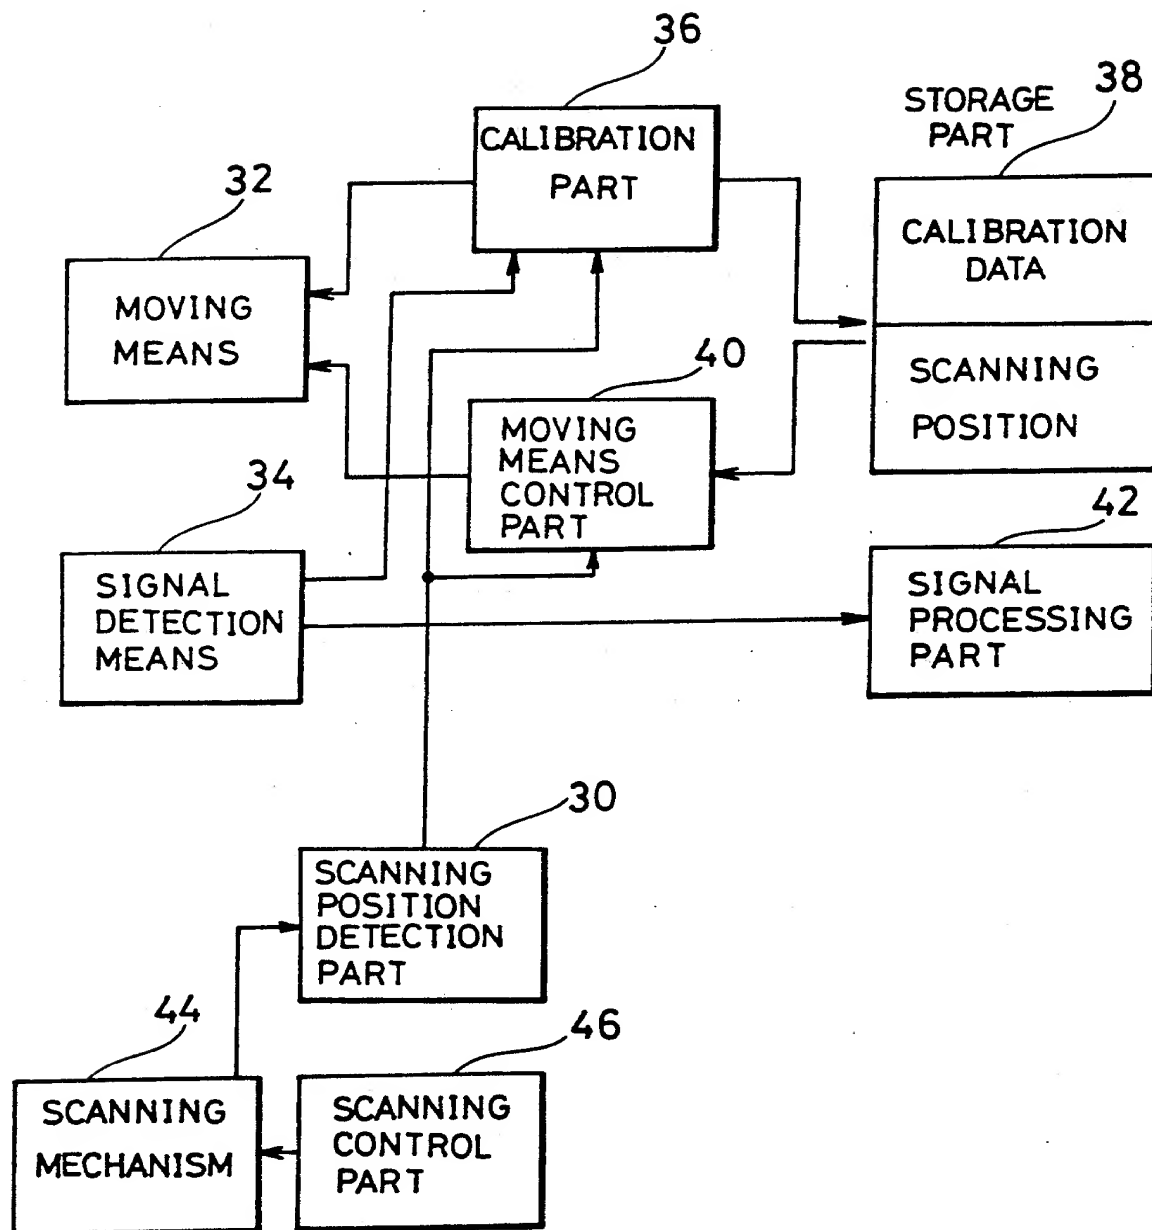 36
38
STORAGE
PART
CALIBRATION
PART
32
CALIBRATION
DATA
MOVING
MEANS
40
SCANNING
POSITION
MOVING
MEANS
CONTROL
PART
34
42
SIGNAL
DETECTION
MEANS
SIGNAL
PROCESSING
PART
30
SCANNING
POSITION
DETECTION
PART
44
46
SCANNING
MECHANISM
SCANNING
CONTROL
PART